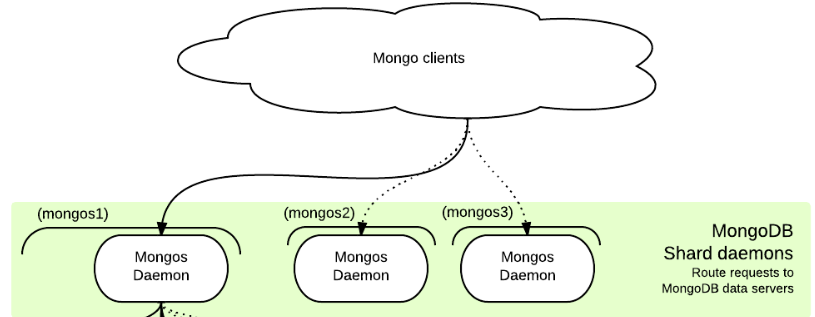 Mongo clients
(mongos1)
(mongos2)
(mongos3)
Mongos
Daemon
Mongos
Daemon
Mongos
Daemon
MongoDB
Shard daemons
Route requests to
MongoDB data servers